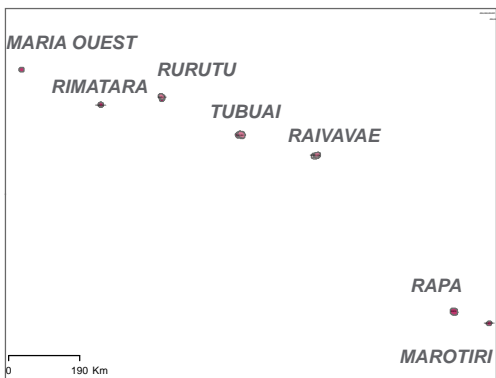 MARIA OUEST
RURUTU
RIMATARA
TUBUAI
RAIVAVAE
RAPA
MAROTIRI
0 190 Km